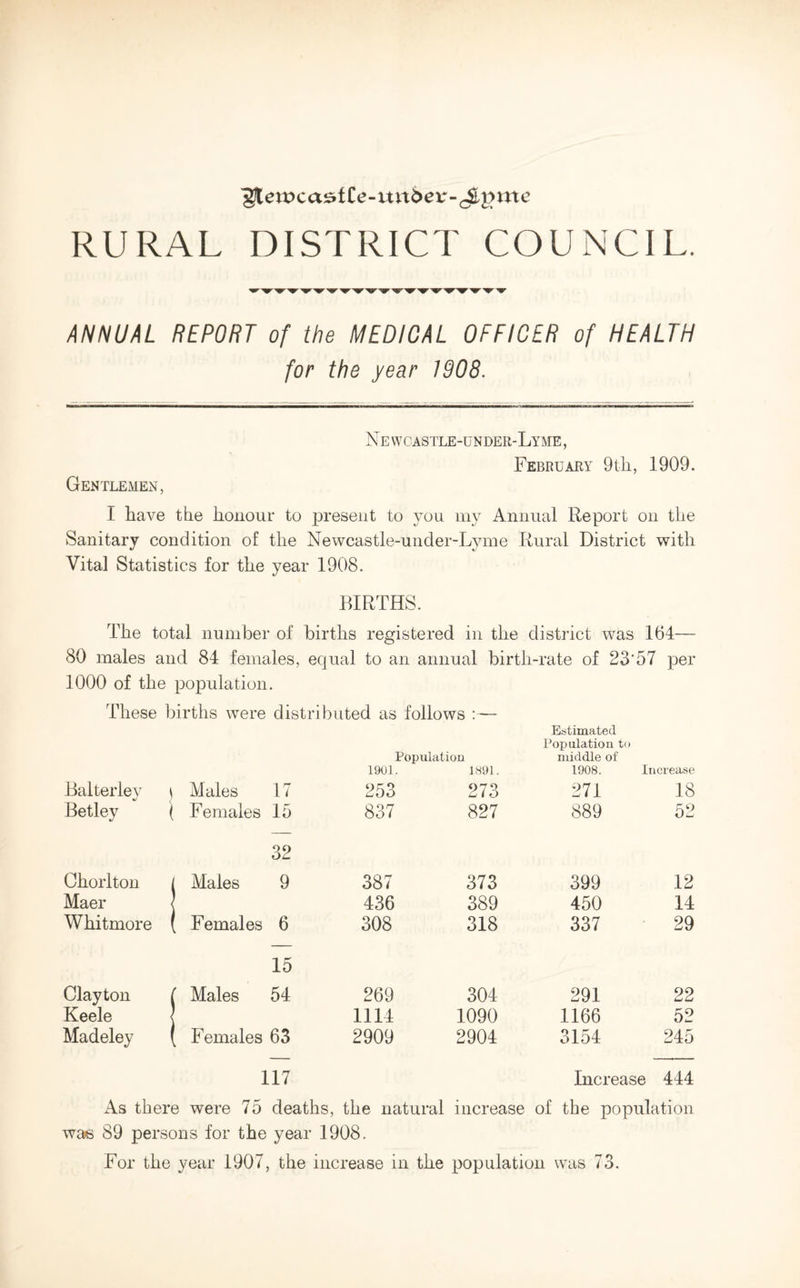 Newcastle-under-Lyme
RURAL DISTRICT COUNCIL.
ANNUAL REPORT of the MEDICAL OFFICER of HEALTH
for the year 1908.
NEWCASTLE-UNDER-LYME,
FEBRUARY 9th, 1909.
GENTLEMEN,
I have the honour to present to you my Annual Report on the
Sanitary condition of the Newcastle-under-Lyme Rural District with
Vital Statistics for the year 1908.
BIRTHS.
The total number of births registered in the district was 164—
80 males and 84 females, equal to an annual birth-rate of 23·57 per
1000 of the population.
These births were distributed as follows :—
Estimated
Population to
Population middle of
1901. 1891. 1908. Increase
Balterley Males 17 253 273 271 18
Betley Females 15 837 827 889 52
32
Chorlton Males 9 387 373 399 12
Maer 436 389 450 14
Whitmore Females 6 308 318 337 29
15
Clayton Males 54 269 304 291 22
Keele 1114 1090 1166 52
Madeley Females 63 2909 2904 3154 245
117 Increase 444
As there were 75 deaths, the natural increase of the population
was 89 persons for the year 1908.
For the year 1907, the increase in the population was 73.